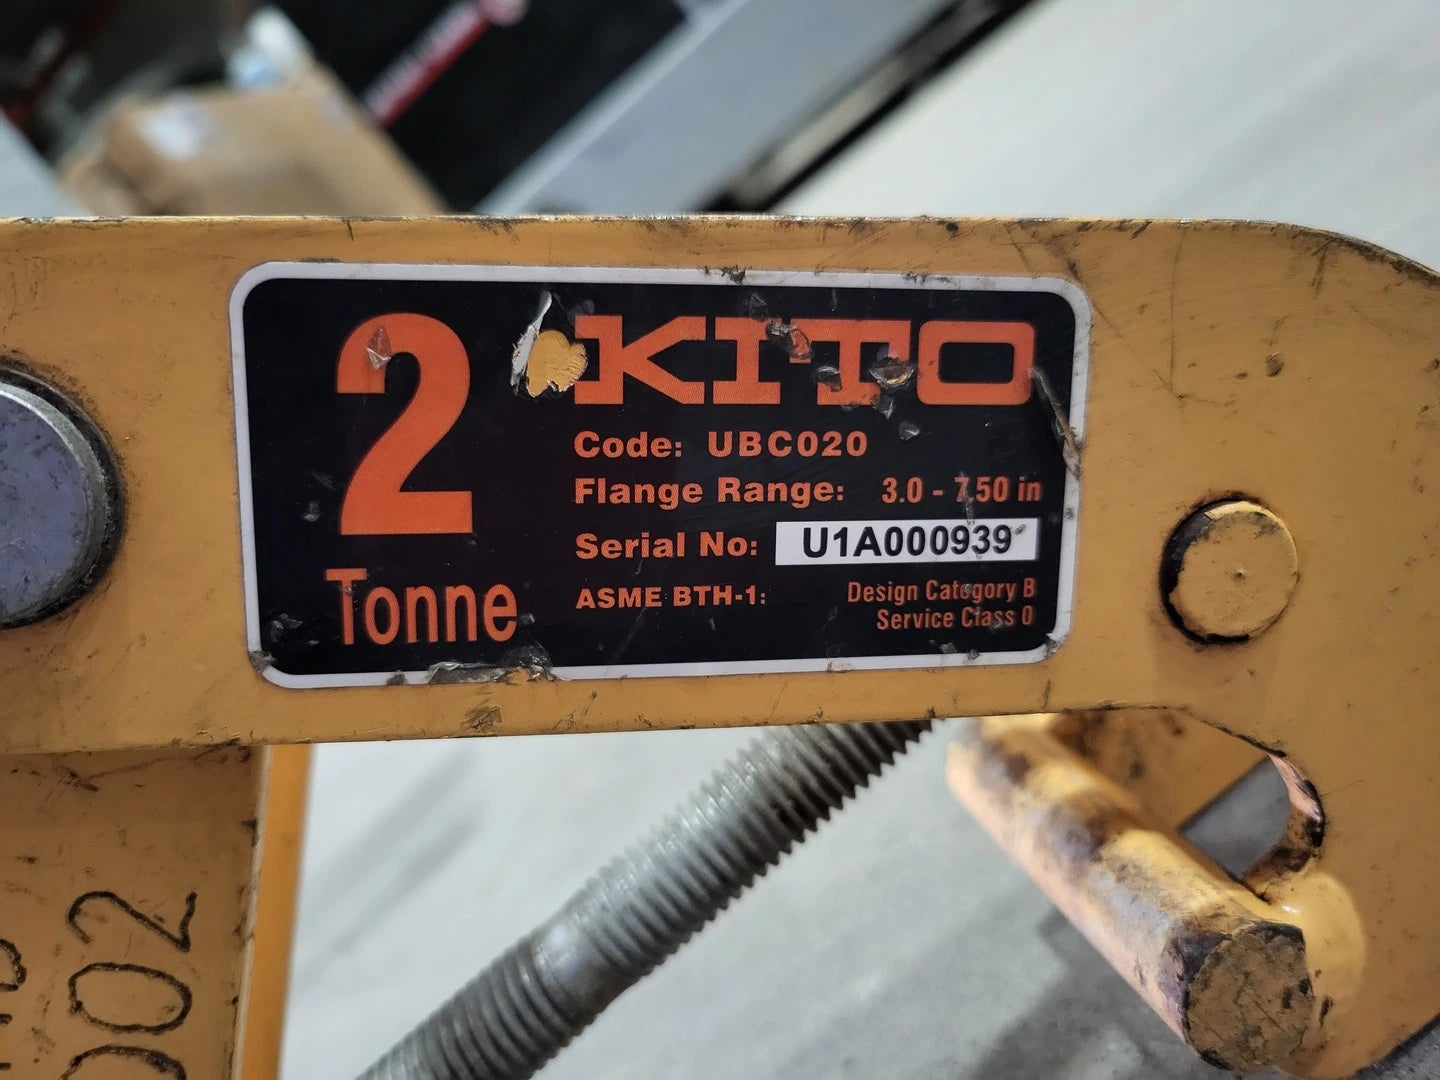 2
KITO
Code: UBC020
Flange Range: 3.0 - 7.50 in
Serial No: U1A000939
ASME BTH-1: Design Category B
Service Class 0
Tonne
002